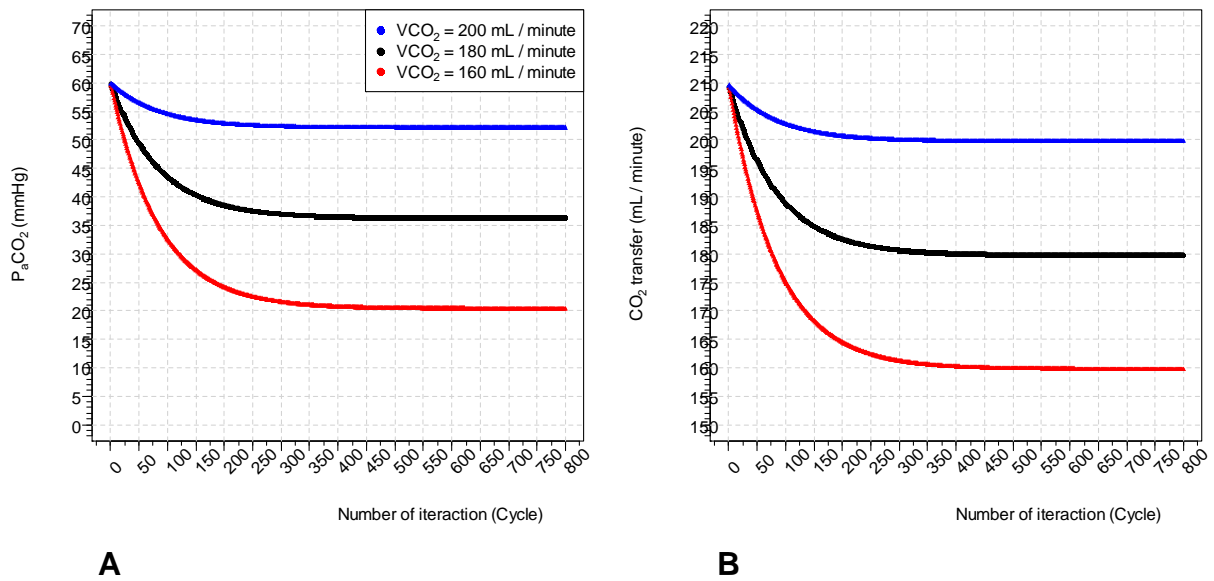 70
65
60
55
50
45
40
35
30
25
20
15
10
5
0
PaCO2 (mmHg)
VCO2 = 200 mL / minute
VCO2 = 180 mL / minute
VCO2 = 160 mL / minute
0 50 100 150 200 250 300 350 400 450 500 550 600 650 700 750 800
Number of iteraction (Cycle)
A
220
215
210
205
200
195
190
185
180
175
170
165
160
155
150
CO2 transfer (mL / minute)
0 50 100 150 200 250 300 350 400 450 500 550 600 650 700 750 800
Number of iteraction (Cycle)
B